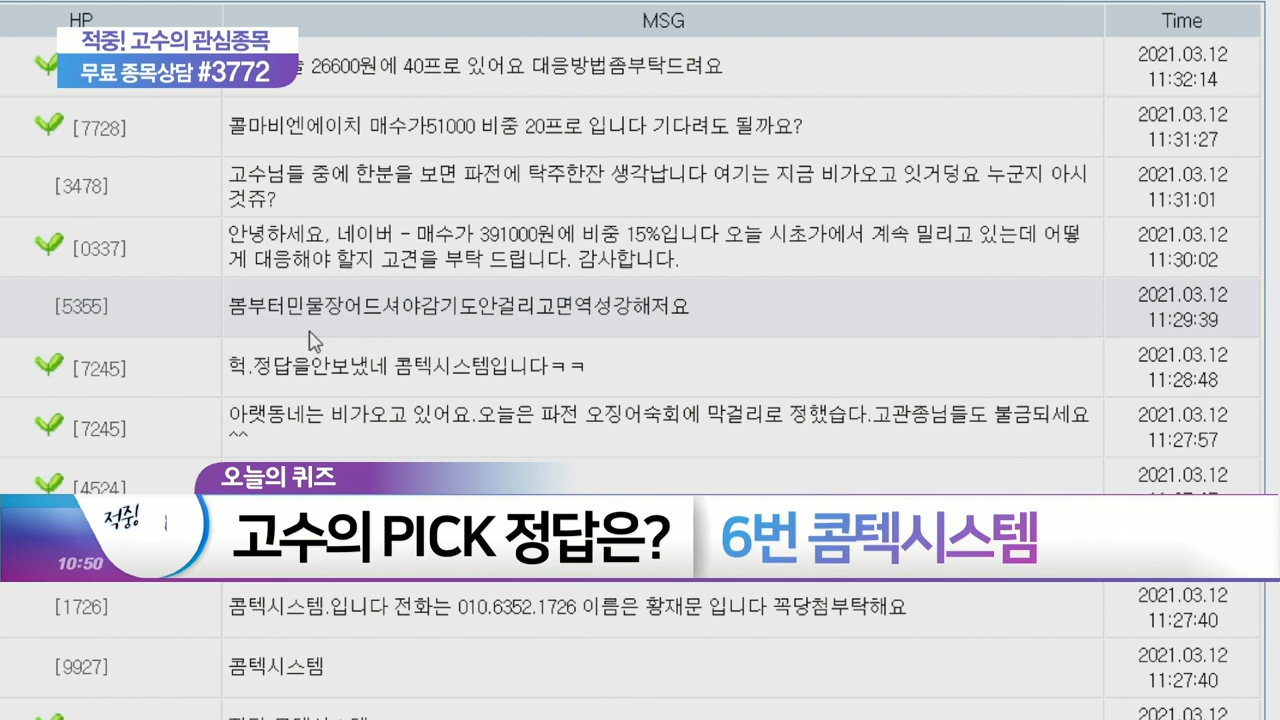 HP MSG Time
적중! 고수의 관심종목
무료 종목상담 #3772
26600원에 40프로 있어요 대응방법좀부탁드려요
2021.03.12
11:32:14
[7728] 콜마비엔에이치 매수가51000 비중 20프로 입니다 기다려도 될까요?
2021.03.12
11:31:27
[3478] 고수님들 중에 한분을 보면 파전에 탁주한잔 생각납니다 여기는 지금 비가오고 잇거덩요 누군지 아시
것쥬?
2021.03.12
11:31:01
[0337] 안녕하세요, 네이버 - 매수가 391000원에 비중 15%입니다 오늘 시초가에서 계속 밀리고 있는데 어떻
게 대응해야 할지 고견을 부탁 드립니다. 감사합니다.
2021.03.12
11:30:02
[5355] 봄부터민물장어드셔야감기도안걸리고면역성강해저요
2021.03.12
11:29:39
[7245] 헉.정답을안보냈네 콤텍시스템입니다ㅋㅋ
2021.03.12
11:28:48
[7245] 아랫동네는 비가오고 있어요.오늘은 파전 오징어숙회에 막걸리로 정했습다.고관종님들도 불금되세요
^^
2021.03.12
11:27:57
[4524]
2021.03.12
오늘의 퀴즈
적중!
10:50
고수의 PICK 정답은? 6번 콤텍시스템
[1726] 콤텍시스템.입니다 전화는 010.6352.1726 이름은 황재문 입니다 꼭당첨부탁해요
2021.03.12
11:27:40
[9927] 콤텍시스템
2021.03.12
11:27:40
2021.03.12